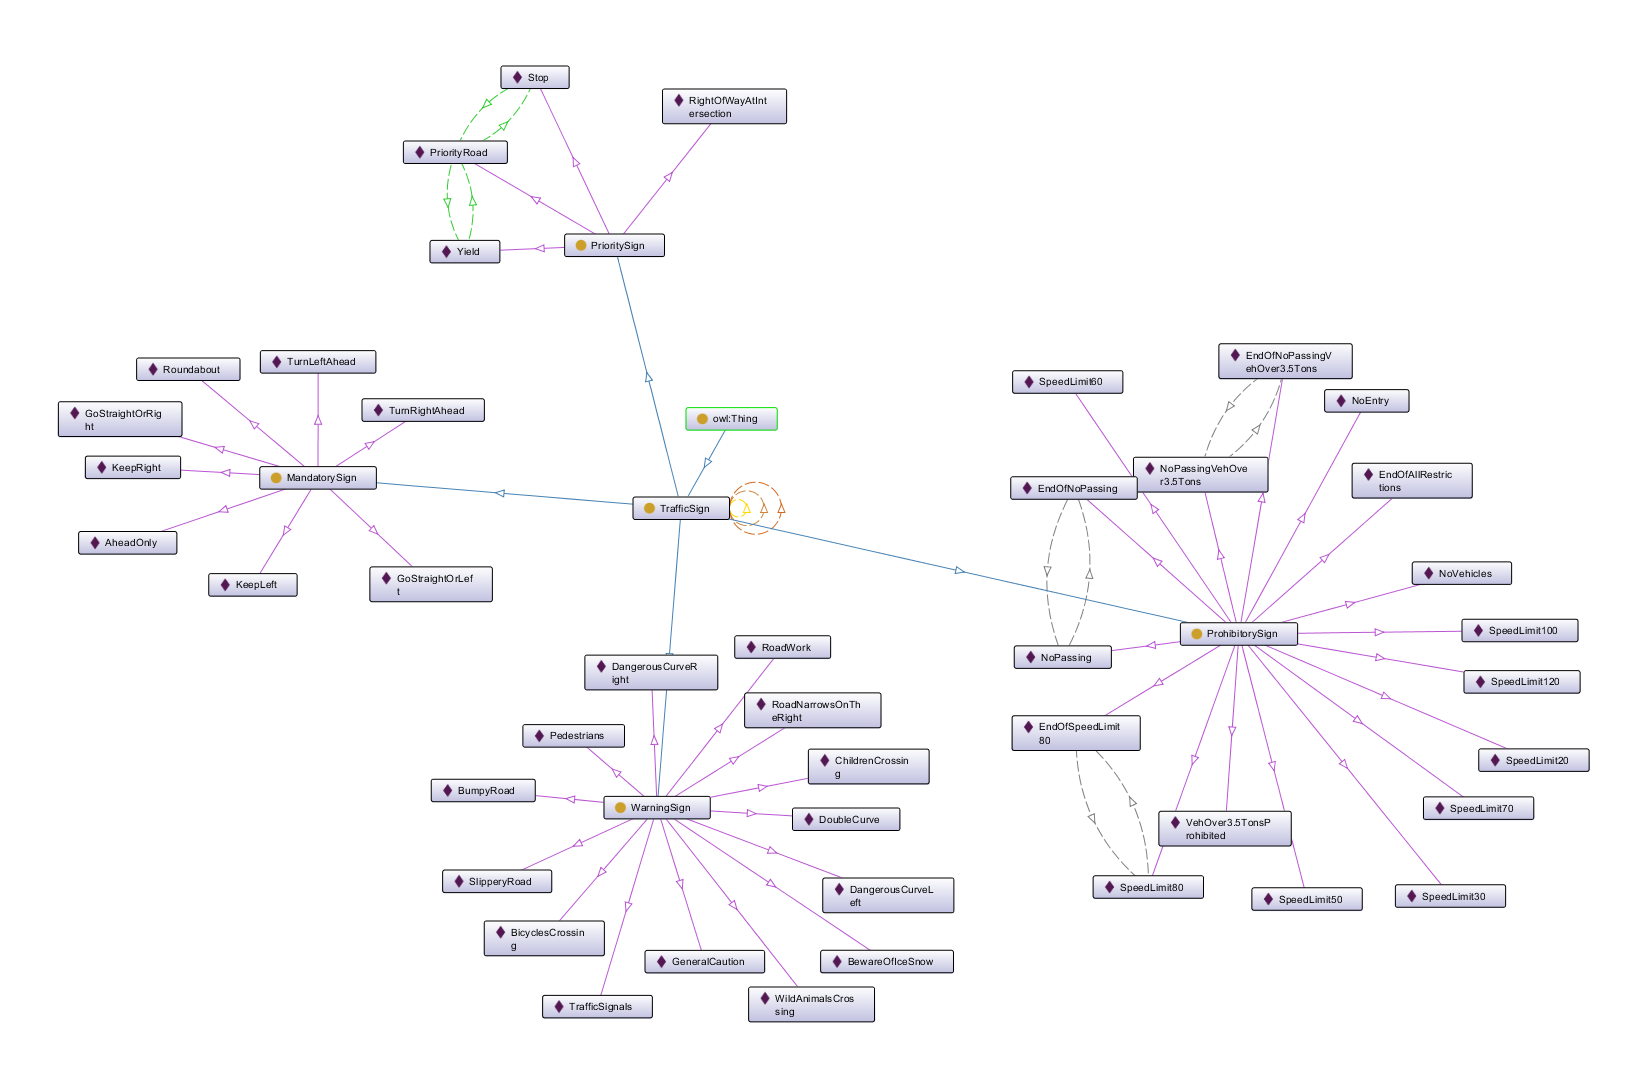 Stop
RightOfWayAtInt
ersection
PriorityRoad
Yield
PrioritySign
TurnLeftAhead
Roundabout
GoStraightOrRig
ht
TurnRightAhead
KeepRight
MandatorySign
AheadOnly
KeepLeft
GoStraightOrLef
t
owl:Thing
TrafficSign
EndOfNoPassingV
ehOver3.5Tons
SpeedLimit60
NoEntry
NoPassingVehOve
r3.5Tons
EndOfNoPassing
EndOfAllRestric
tions
NoVehicles
ProhibitorySign
SpeedLimit100
NoPassing
SpeedLimit120
EndOfSpeedLimit
80
SpeedLimit20
SpeedLimit70
VehOver3.5TonsP
rohibited
SpeedLimit80
SpeedLimit50
SpeedLimit30
RoadWork
DangerousCurveR
ight
RoadNarrowsOnTh
eRight
Pedestrians
ChildrenCrossin
g
BumpyRoad
WarningSign
DoubleCurve
SlipperyRoad
DangerousCurveL
eft
BicyclesCrossin
g
GeneralCaution
BewareOfIceSnow
TrafficSignals
WildAnimalsCros
sing